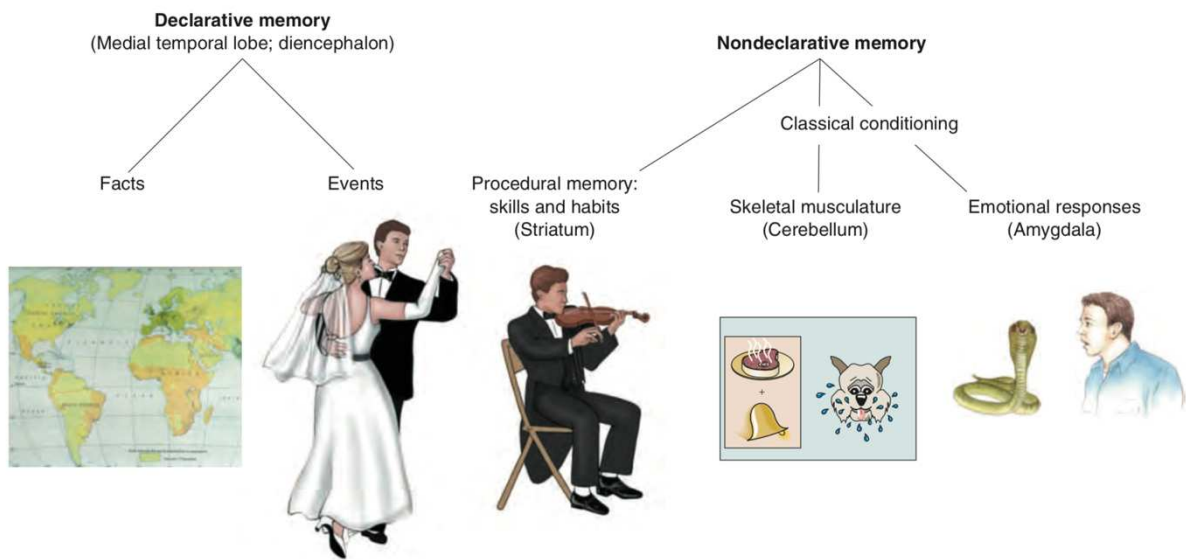 Declarative memory
(Medial temporal lobe; diencephalon)
Nondeclarative memory
Classical conditioning
Facts
Events
Procedural memory:
skills and habits
(Striatum)
Skeletal musculature
(Cerebellum)
Emotional responses
(Amygdala)
+